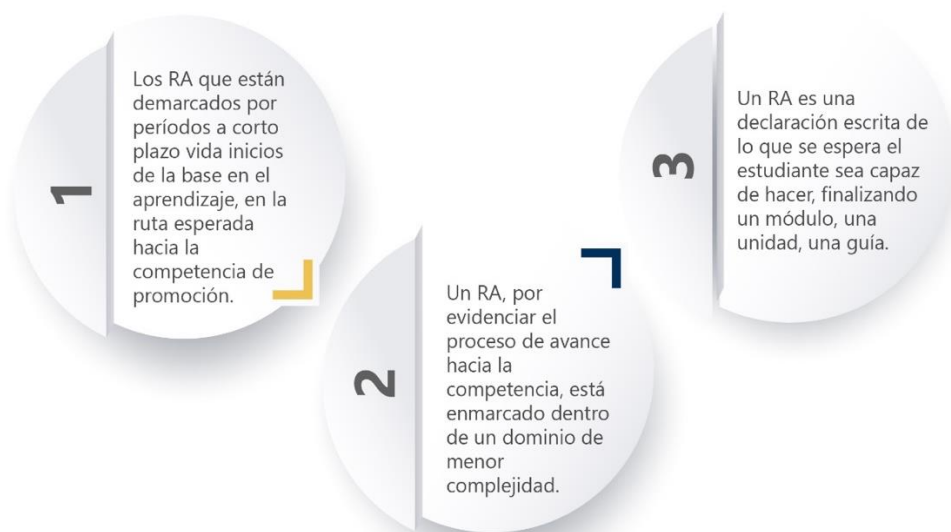 1
Los RA que están
demarcados por
períodos a corto
plazo vida inicios
de la base en el
aprendizaje, en la
ruta esperada
hacia la
competencia de
promoción.
2
Un RA, por
evidenciar el
proceso de avance
hacia la
competencia, está
enmarcado dentro
de un dominio de
menor
complejidad.
3
Un RA es una
declaración escrita de
lo que se espera el
estudiante sea capaz
de hacer, finalizando
un módulo, una
unidad, una guía.